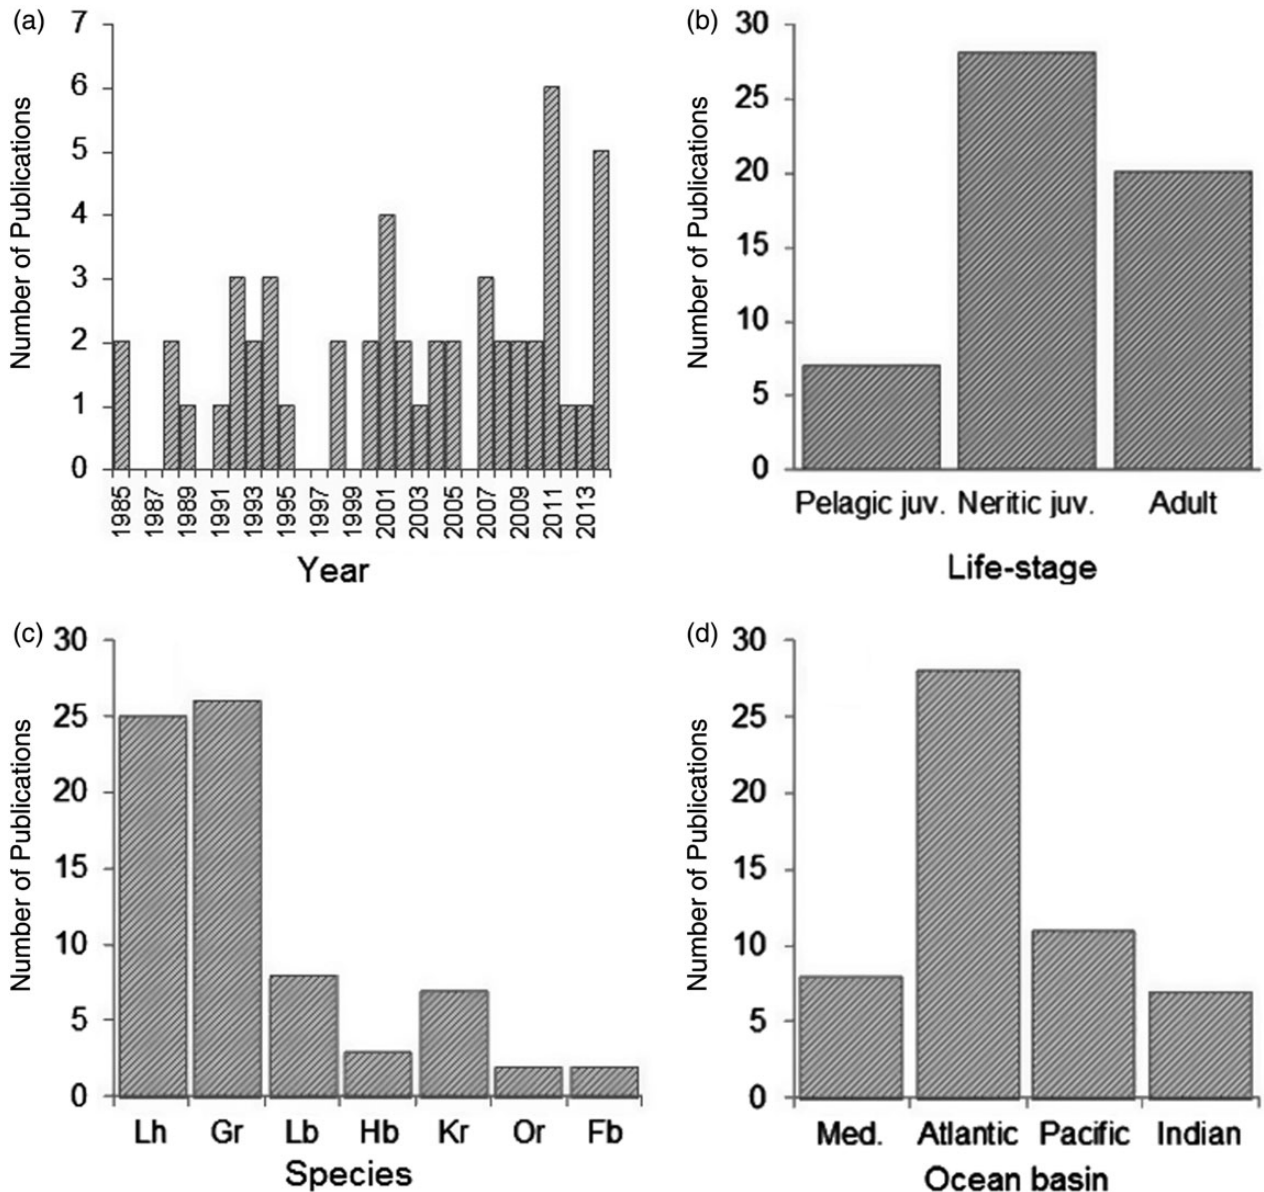 (a)
Number of Publications
7
6
5
4
3
2
1
0
1985
1987
1989
1991
1993
1995
1997
1999
2001
2003
2005
2007
2009
2011
2013
Year
(b)
Number of Publications
30
25
20
15
10
5
0
Pelagic juv. Neritic juv. Adult
Life-stage
(c)
Number of Publications
30
25
20
15
10
5
0
Lh Gr Lb Hb Kr Or Fb
Species
(d)
Number of Publications
30
25
20
15
10
5
0
Med. Atlantic Pacific Indian
Ocean basin